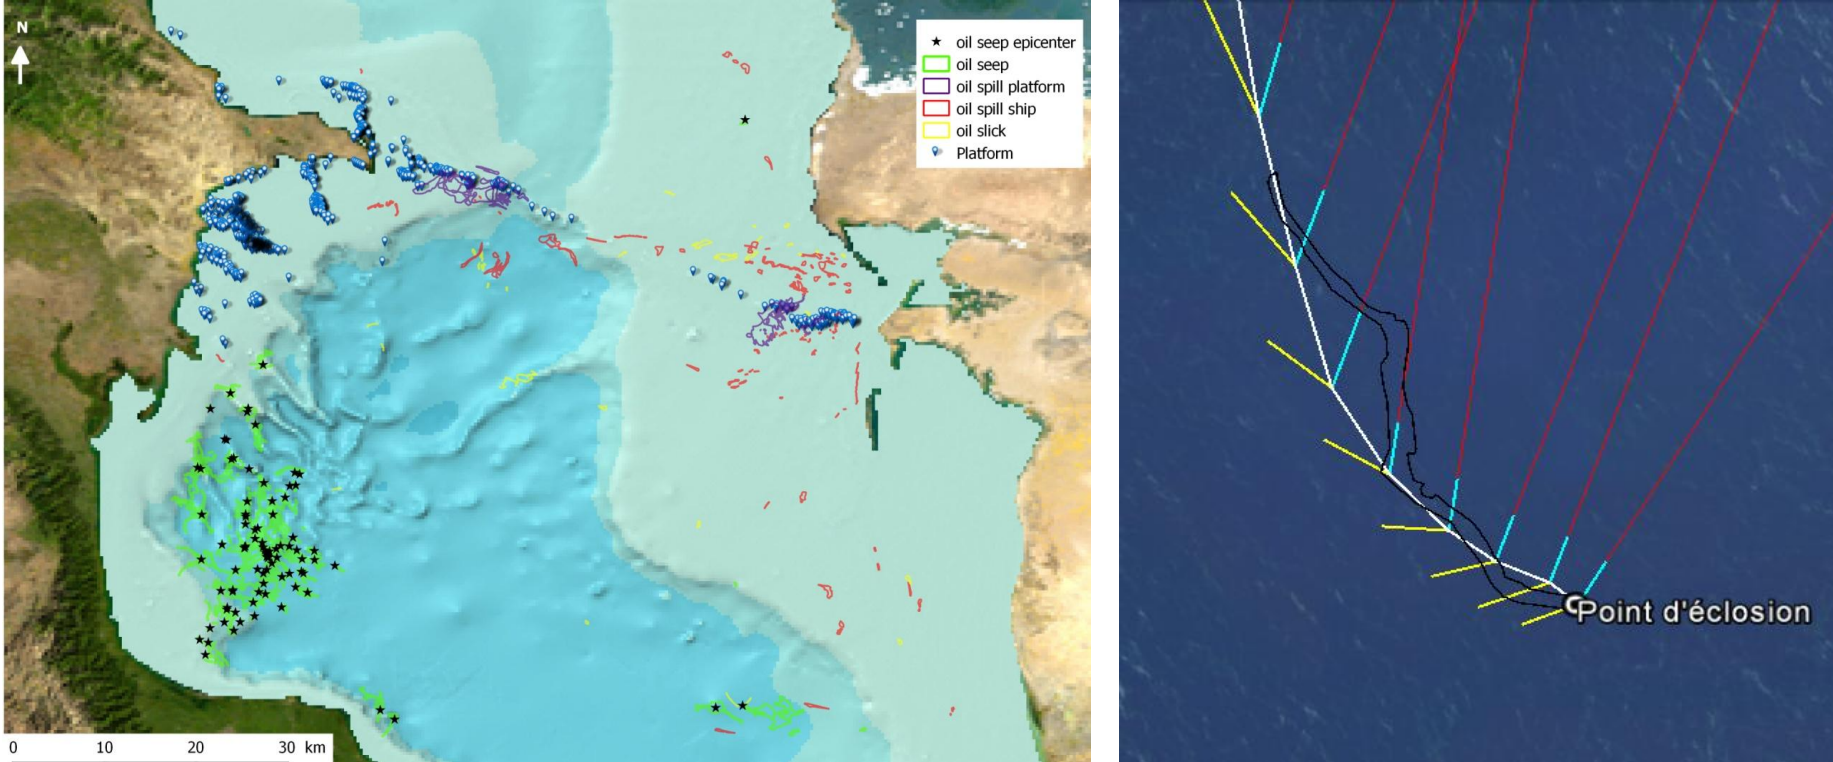 N
oil seep epicenter
oil seep
oil spill platform
oil spill ship
oil slick
Platform
0 10 20 30 km
Point d'éclosion